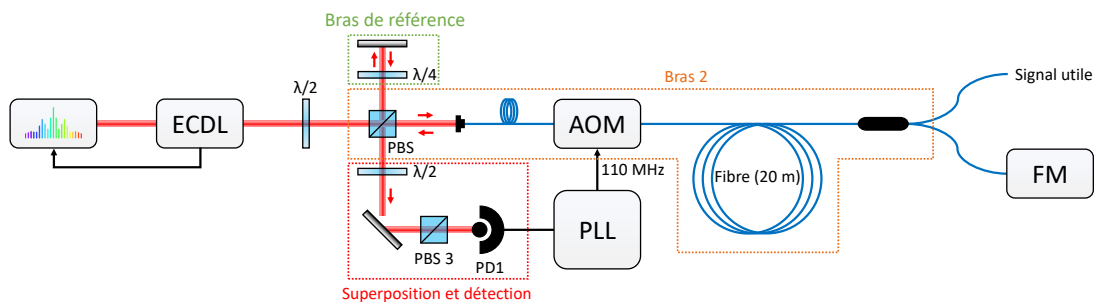 Bras de référence
λ/4
λ/2
Bras 2
Signal utile
ECDL
AOM
PBS
λ/2
110 MHz
Fibre (20 m)
FM
PLL
PBS 3
PD1
Superposition et détection